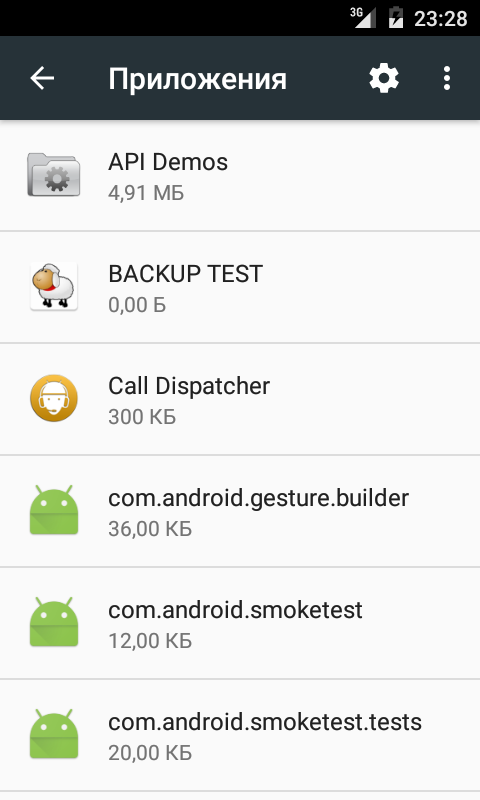 3G 23:28
Приложения
API Demos
4,91 МБ
BACKUP TEST
0,00 Б
Call Dispatcher
300 КБ
com.android.gesture.builder
36,00 КБ
com.android.smoketest
12,00 КБ
com.android.smoketest.tests
20,00 КБ